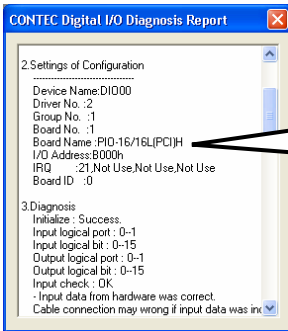 CONTEC Digital I/O Diagnosis Report
2.Settings of Configuration
----------------------------------
Device Name:DIO00
Driver No. :2
Group No. :1
Board No. :1
Board Name :PIO-16/16L(PCI)H
I/O Address:B000h
IRQ :21,Not Use,Not Use,Not Use
Board ID :0
3.Diagnosis
Initialize : Success.
Input logical port : 0--1
Input logical bit : 0--15
Output logical port : 0--1
Output logical bit : 0--15
Input check : OK
- Input data from hardware was correct.
Cable connection may wrong if input data was